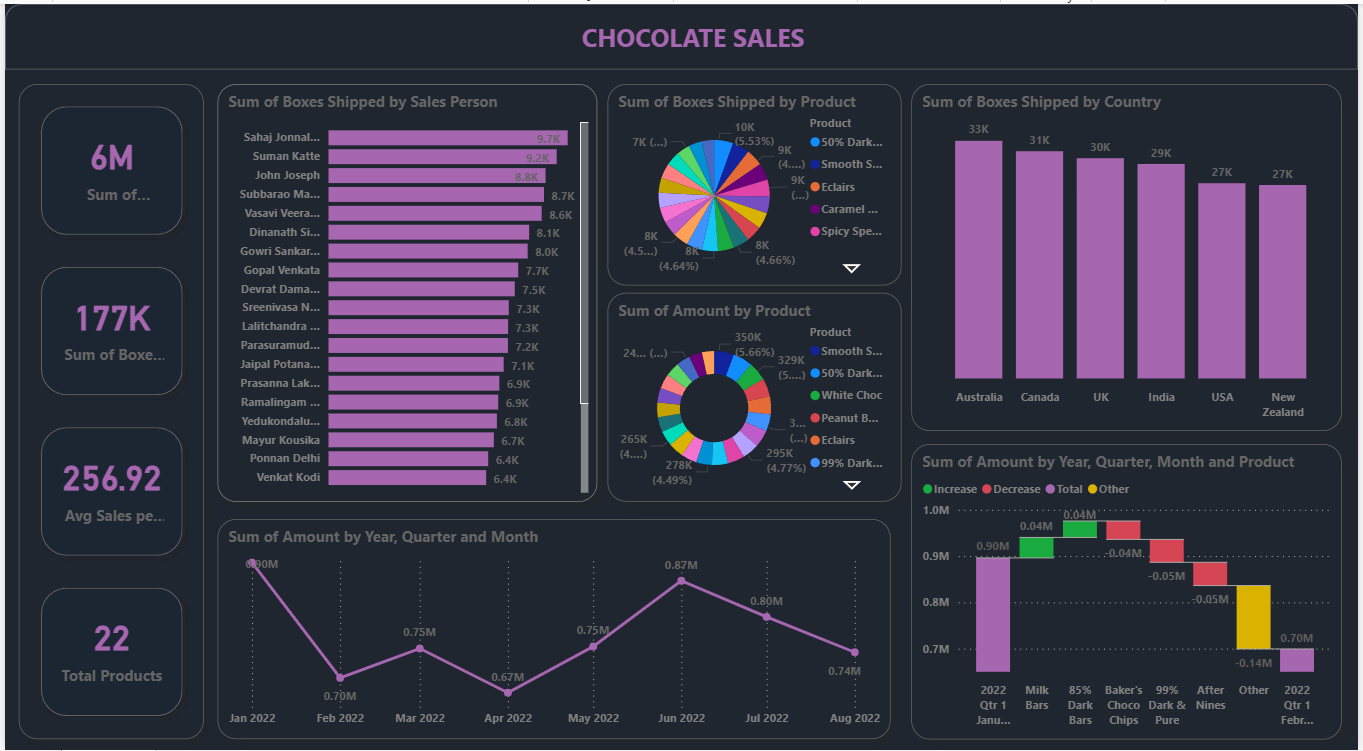 CHOCOLATE SALES
6M
Sum of...
177K
Sum of Boxe...
256.92
Avg Sales pe...
22
Total Products
Sum of Boxes Shipped by Sales Person
Sahaj Jonnal... 9.7K
Suman Katte 9.2K
John Joseph 8.8K
Subbarao Ma... 8.7K
Vasavi Veera... 8.6K
Dinanath Si... 8.1K
Gowri Sankar... 8.0K
Gopal Venkata 7.7K
Devrat Dama... 7.5K
Sreenivasa N... 7.3K
Lalitchandra ... 7.3K
Parasuramud... 7.2K
Jaipal Potana... 7.1K
Prasanna Lak... 6.9K
Ramalingam ... 6.9K
Yedukondalu... 6.8K
Mayur Kousika 6.7K
Ponnan Delhi 6.4K
Venkat Kodi 6.4K
Sum of Boxes Shipped by Product
10K
(5.53%)
9K
(4....)
9K
(...)
8K
(4.66%)
8K
(4.64%)
8K
(4.5...)
7K (...)
Product
50% Dark...
Smooth S...
Eclairs
Caramel ...
Spicy Spe...
Sum of Amount by Product
350K
(5.66%)
329K
(5....)
3...
(...)
295K
(4.77%)
278K
(4.49%)
265K
(4....)
24... (...)
Product
Smooth S...
50% Dark...
White Choc
Peanut B...
Eclairs
99% Dark...
Sum of Boxes Shipped by Country
33K 31K 30K 29K 27K 27K
Australia Canada UK India USA New
Zealand
Sum of Amount by Year, Quarter and Month
0.90M 0.70M 0.75M 0.67M 0.75M 0.87M 0.80M 0.74M
Jan 2022 Feb 2022 Mar 2022 Apr 2022 May 2022 Jun 2022 Jul 2022 Aug 2022
Sum of Amount by Year, Quarter, Month and Product
Increase Decrease Total Other
1.0M
0.9M
0.8M
0.7M
0.90M 0.04M 0.04M -0.04M -0.05M -0.05M -0.14M 0.70M
2022 Milk 85% Baker's 99% After Other 2022
Qtr 1 Bars Dark Choco Dark & Nines Qtr 1
Janu... Bars Chips Pure Febr...